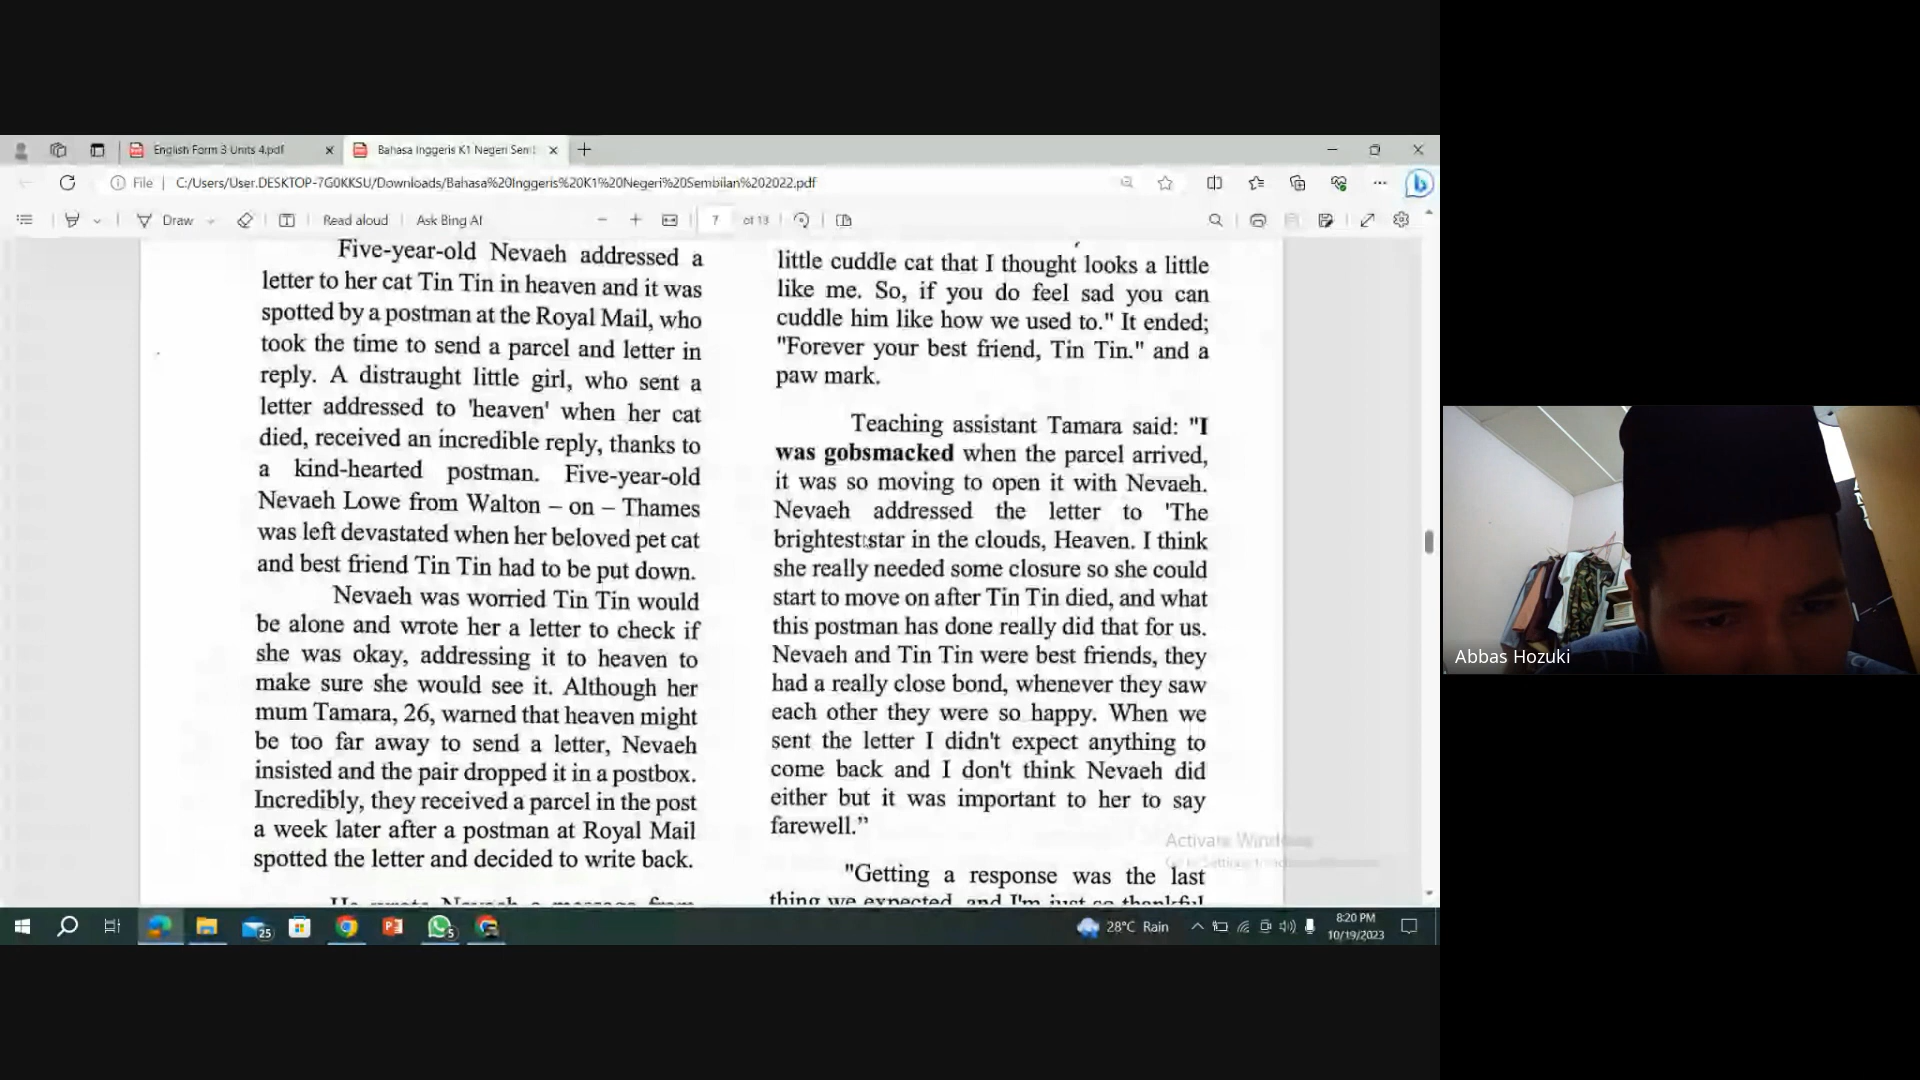 English Form 3 Units 4.pdf
Bahasa Inggeris K1 Negeri Sem
File
C:/Users/User.DESKTOP-7G0KKSU/Downloads/Bahasa%20Inggeris%20K1%20Negeri%20Sembilan%202022.pdf
Draw
Read aloud
Ask Bing AI
7
of 13
Five-year-old Nevaeh addressed a
letter to her cat Tin Tin in heaven and it was
spotted by a postman at the Royal Mail, who
took the time to send a parcel and letter in
reply. A distraught little girl, who sent a
letter addressed to 'heaven' when her cat
died, received an incredible reply, thanks to
a kind-hearted postman. Five-year-old
Nevaeh Lowe from Walton – on – Thames
was left devastated when her beloved pet cat
and best friend Tin Tin had to be put down.
Nevaeh was worried Tin Tin would
be alone and wrote her a letter to check if
she was okay, addressing it to heaven to
make sure she would see it. Although her
mum Tamara, 26, warned that heaven might
be too far away to send a letter, Nevaeh
insisted and the pair dropped it in a postbox.
Incredibly, they received a parcel in the post
a week later after a postman at Royal Mail
spotted the letter and decided to write back.
He wrote Nevaeh a message from
little cuddle cat that I thought looks a little
like me. So, if you do feel sad you can
cuddle him like how we used to." It ended;
"Forever your best friend, Tin Tin." and a
paw mark.
Teaching assistant Tamara said: "I
was gobsmacked when the parcel arrived,
it was so moving to open it with Nevaeh.
Nevaeh addressed the letter to 'The
brightest star in the clouds, Heaven. I think
she really needed some closure so she could
start to move on after Tin Tin died, and what
this postman has done really did that for us.
Nevaeh and Tin Tin were best friends, they
had a really close bond, whenever they saw
each other they were so happy. When we
sent the letter I didn't expect anything to
come back and I don't think Nevaeh did
either but it was important to her to say
farewell.”
"Getting a response was the last
thing we expected, and I'm just so thankful
Activate Windows
25
5
28°C Rain
8:20 PM
10/19/2023
Abbas Hozuki